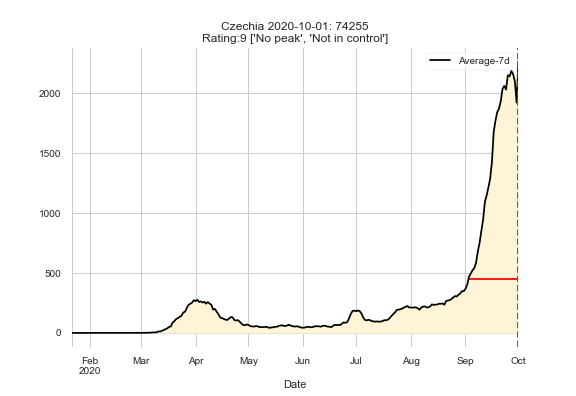 Czechia 2020-10-01: 74255
Rating:9 ['No peak', 'Not in control']
Average-7d
2000
1500
1000
500
0
Feb Mar Apr May Jun Jul Aug Sep Oct
2020
Date